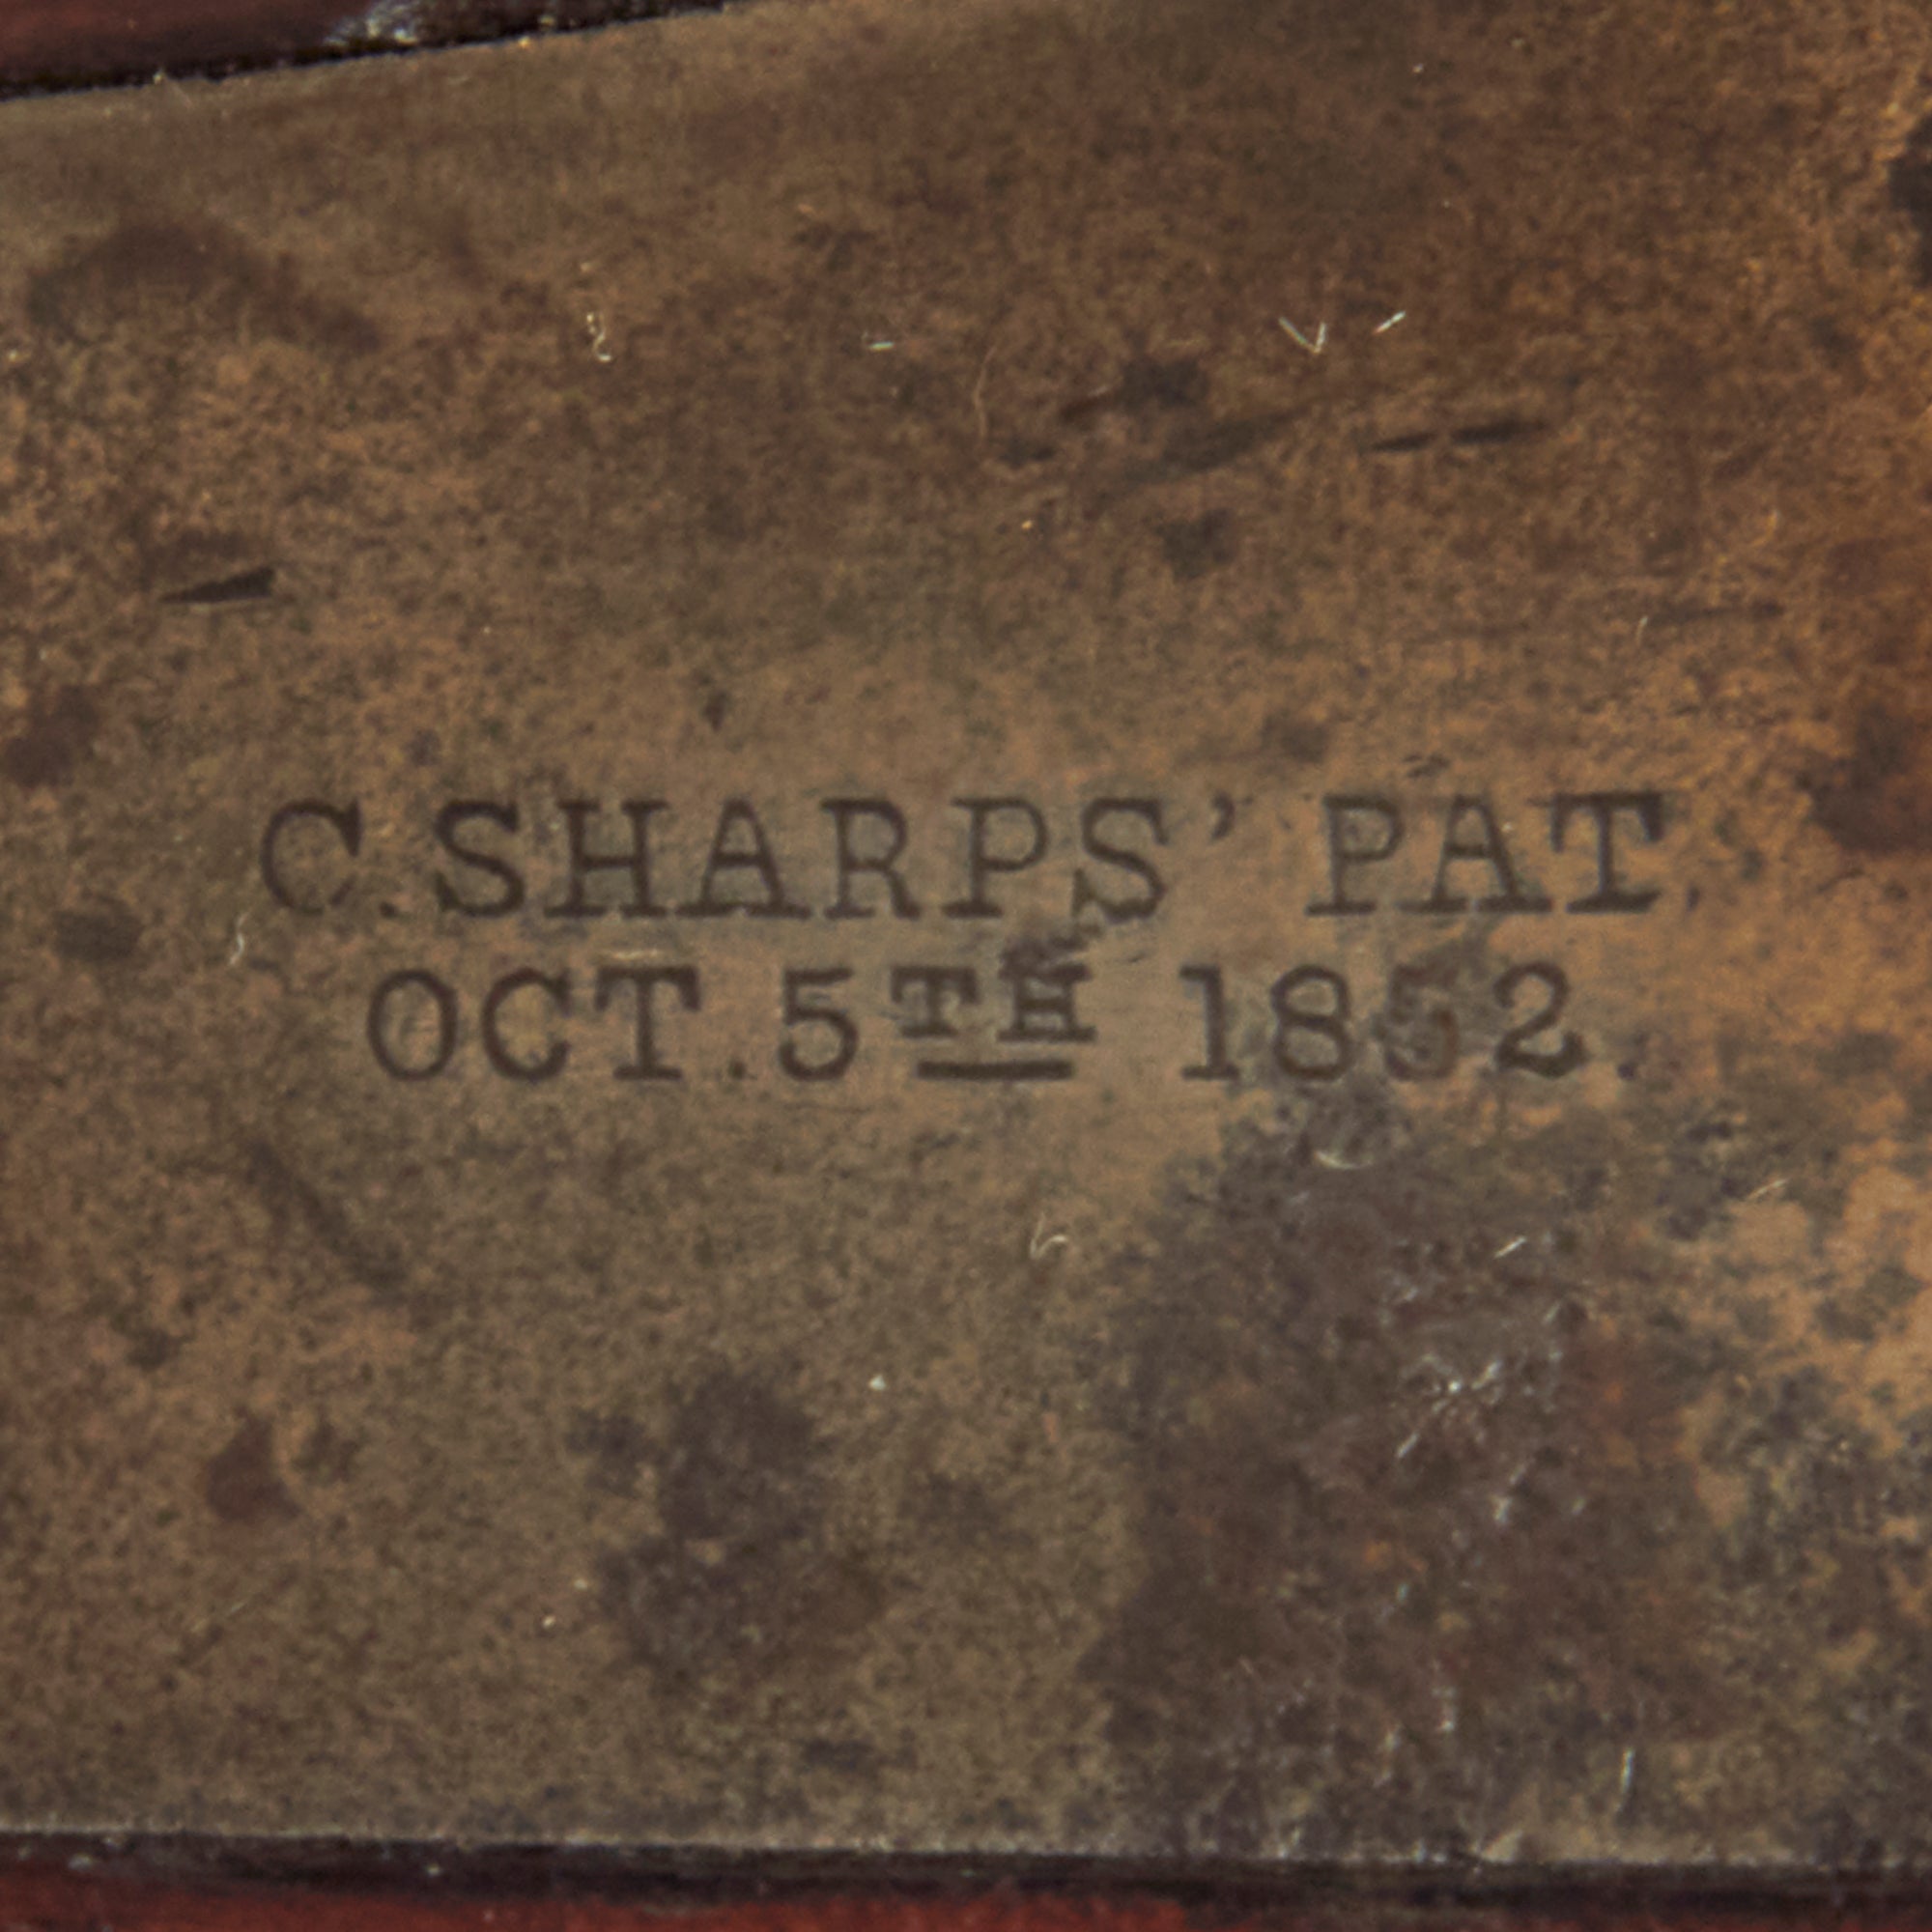 C. SHARPS' PAT.
OCT. 5TH 1852.